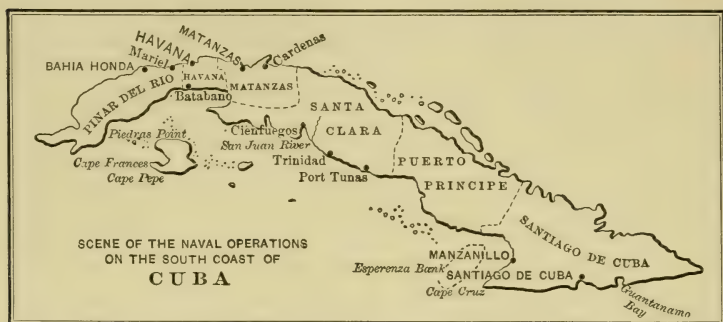 HAVANA
MATANZAS
Cardenas
Mariel
BAHIA HONDA
PINAR DEL RIO
HAVANA
MATANZAS
Batabano
SANTA
CLARA
Piedras Point
Cienfuegos
San Juan River
Cape Frances
Cape Pepe
Trinidad
Port Tunas
PUERTO
PRINCIPE
SANTIAGO DE CUBA
SCENE OF THE NAVAL OPERATIONS
ON THE SOUTH COAST OF
CUBA
MANZANILLO
Esperenza Bank
SANTIAGO DE CUBA
Cape Cruz
Guantanamo
Bay